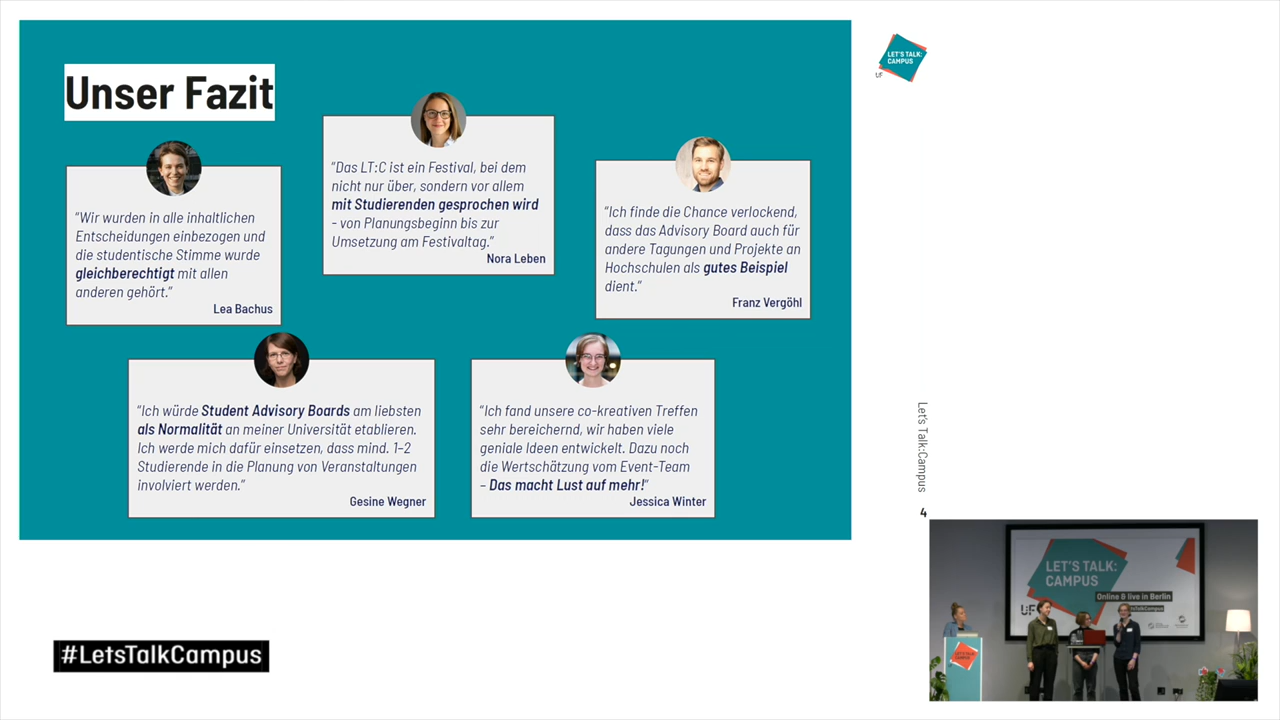 Unser Fazit
"Wir wurden in alle inhaltlichen
Entscheidungen einbezogen und
die studentische Stimme wurde
gleichberechtigt mit allen
anderen gehört."
Lea Bachus
"Das LT:C ist ein Festival, bei dem
nicht nur über, sondern vor allem
mit Studierenden gesprochen wird
- von Planungsbeginn bis zur
Umsetzung am Festivaltag."
Nora Leben
"Ich finde die Chance verlockend,
dass das Advisory Board auch für
andere Tagungen und Projekte an
Hochschulen als gutes Beispiel
dient."
Franz Vergöhl
"Ich würde Student Advisory Boards am liebsten
als Normalität an meiner Universität etablieren.
Ich werde mich dafür einsetzen, dass mind. 1-2
Studierende in die Planung von Veranstaltungen
involviert werden."
Gesine Wegner
"Ich fand unsere co-kreativen Treffen
sehr bereichernd, wir haben viele
geniale Ideen entwickelt. Dazu noch
die Wertschätzung vom Event-Team
– Das macht Lust auf mehr!"
Jessica Winter
LET'S TALK:
CAMPUS
Let's Talk:Campus
4
#LetsTalkCampus
LET'S TALK:
CAMPUS
Online & live in Berlin
LET'S TALK:
CAMPUS